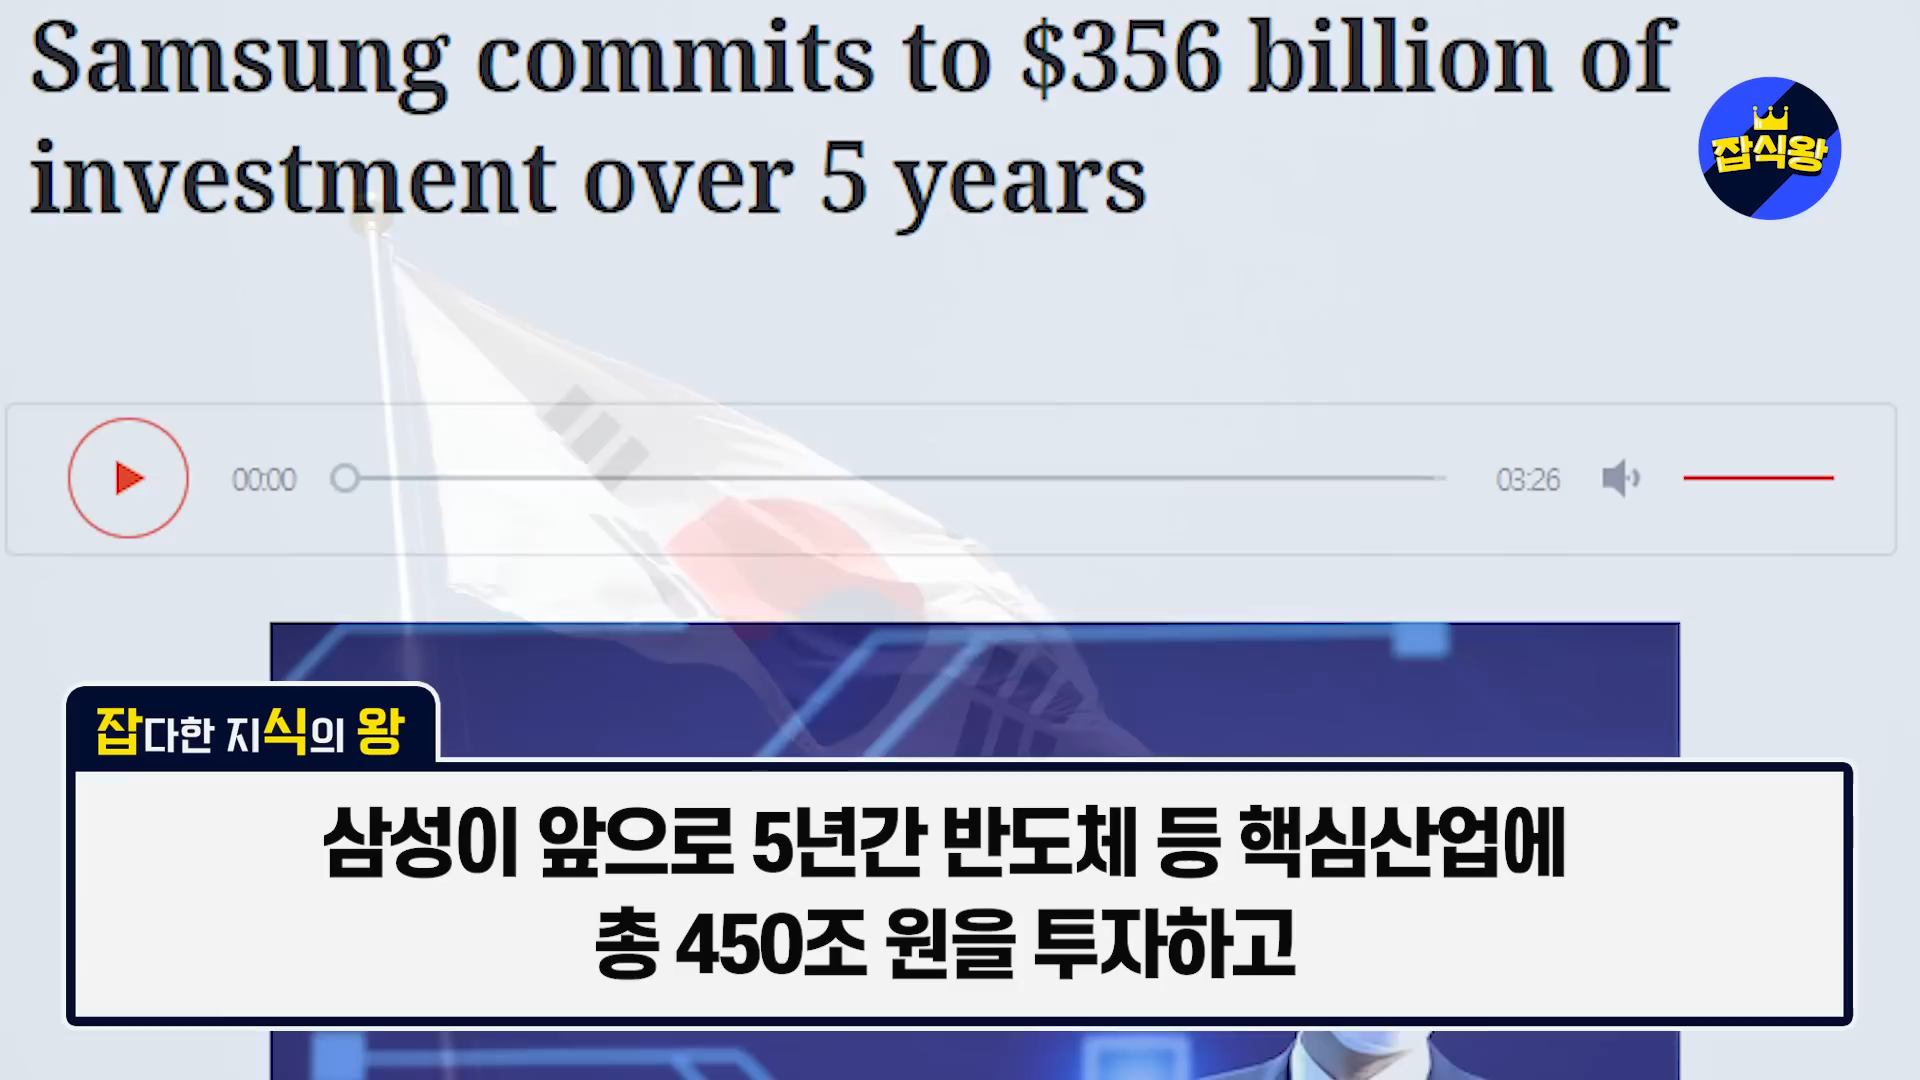 Samsung commits to $356 billion of
investment over 5 years
잡식왕
00:00
03:26
잡다한 지식의 왕
삼성이 앞으로 5년간 반도체 등 핵심산업에
총 450조 원을 투자하고